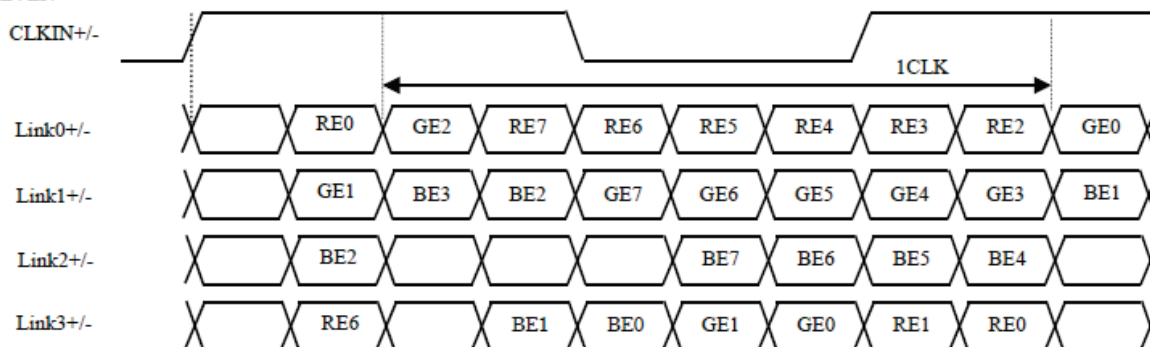 CLKIN+/-
1CLK
Link0+/- RE0 GE2 RE7 RE6 RE5 RE4 RE3 RE2 GE0
Link1+/- GE1 BE3 BE2 GE7 GE6 GE5 GE4 GE3 BE1
Link2+/- BE2 BE7 BE6 BE5 BE4
Link3+/- RE6 BE1 BE0 GE1 GE0 RE1 RE0